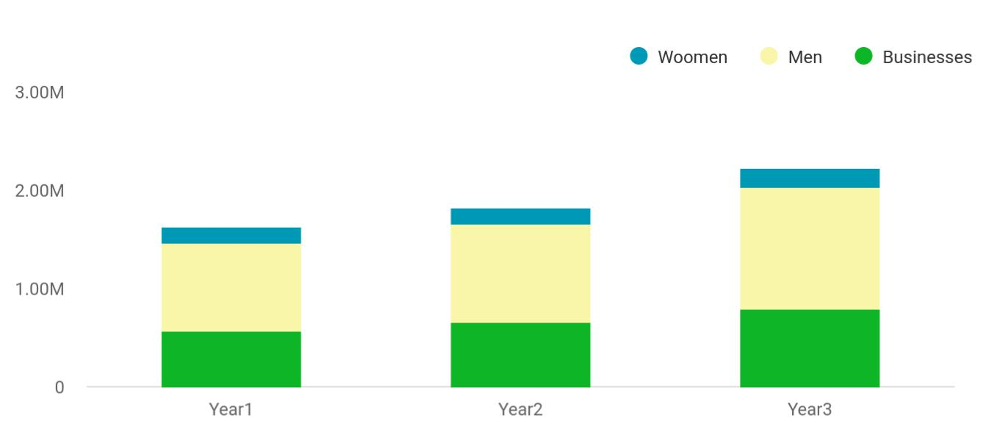 Woomen Men Businesses
3.00M
2.00M
1.00M
0
Year1 Year2 Year3